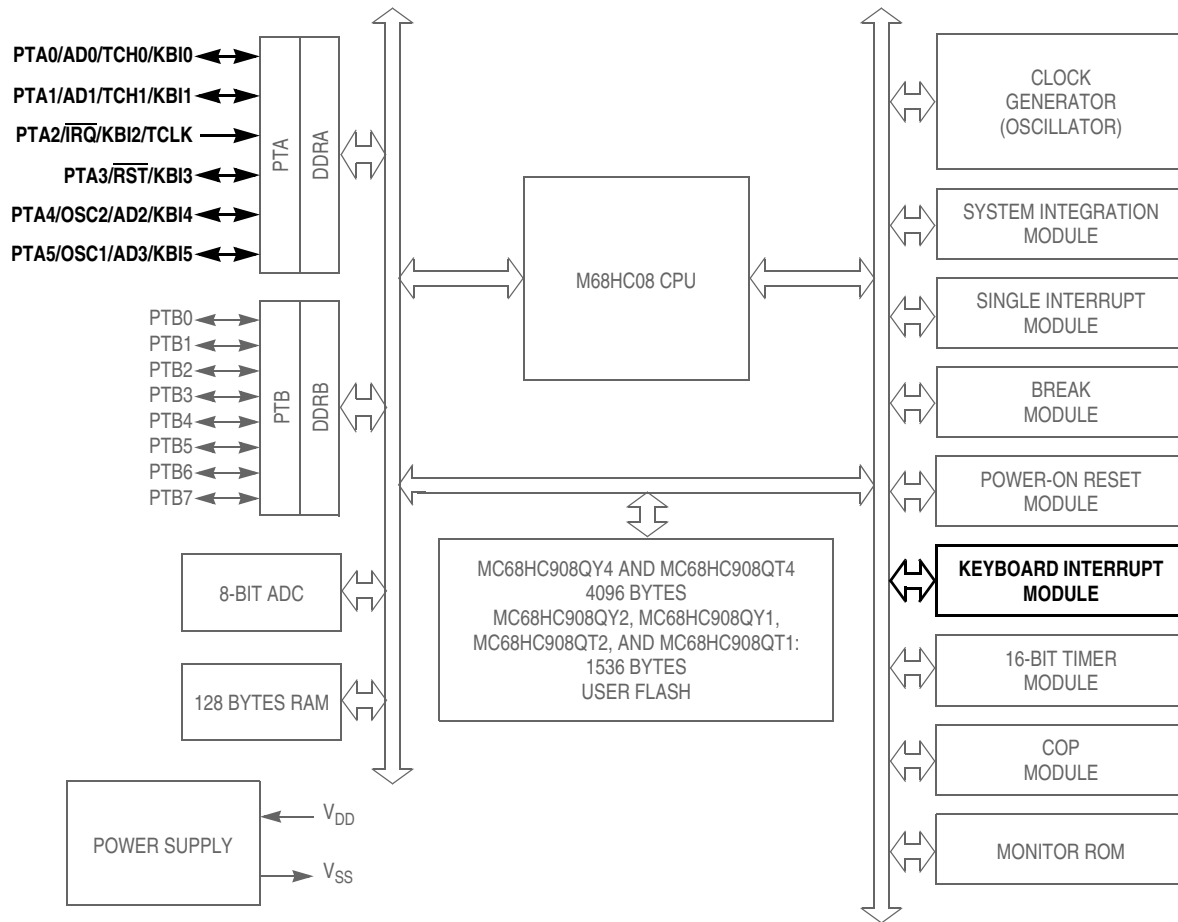 PTA0/AD0/TCH0/KBI0
PTA1/AD1/TCH1/KBI1
PTA2/I̅R̅Q̅/KBI2/TCLK
PTA3/R̅S̅T̅/KBI3
PTA4/OSC2/AD2/KBI4
PTA5/OSC1/AD3/KBI5
PTA
DDRA
PTB0
PTB1
PTB2
PTB3
PTB4
PTB5
PTB6
PTB7
PTB
DDRB
8-BIT ADC
128 BYTES RAM
POWER SUPPLY
VDD
VSS
M68HC08 CPU
MC68HC908QY4 AND MC68HC908QT4
4096 BYTES
MC68HC908QY2, MC68HC908QY1,
MC68HC908QT2, AND MC68HC908QT1:
1536 BYTES
USER FLASH
CLOCK
GENERATOR
(OSCILLATOR)
SYSTEM INTEGRATION
MODULE
SINGLE INTERRUPT
MODULE
BREAK
MODULE
POWER-ON RESET
MODULE
KEYBOARD INTERRUPT
MODULE
16-BIT TIMER
MODULE
COP
MODULE
MONITOR ROM